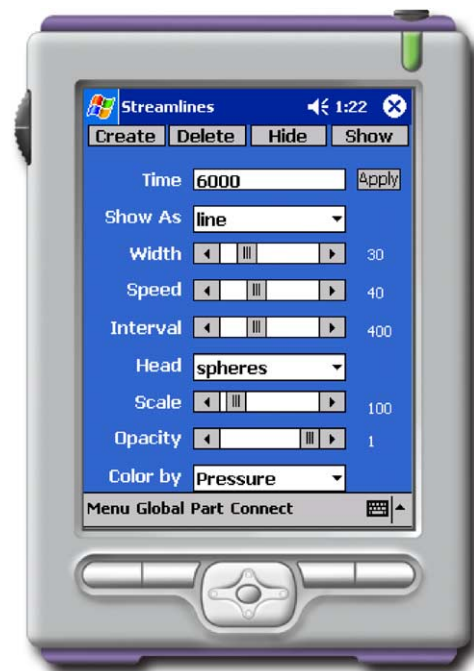 Streamlines 1:22
Create Delete Hide Show
Time 6000 Apply
Show As line
Width 30
Speed 40
Interval 400
Head spheres
Scale 100
Opacity 1
Color by Pressure
Menu Global Part Connect